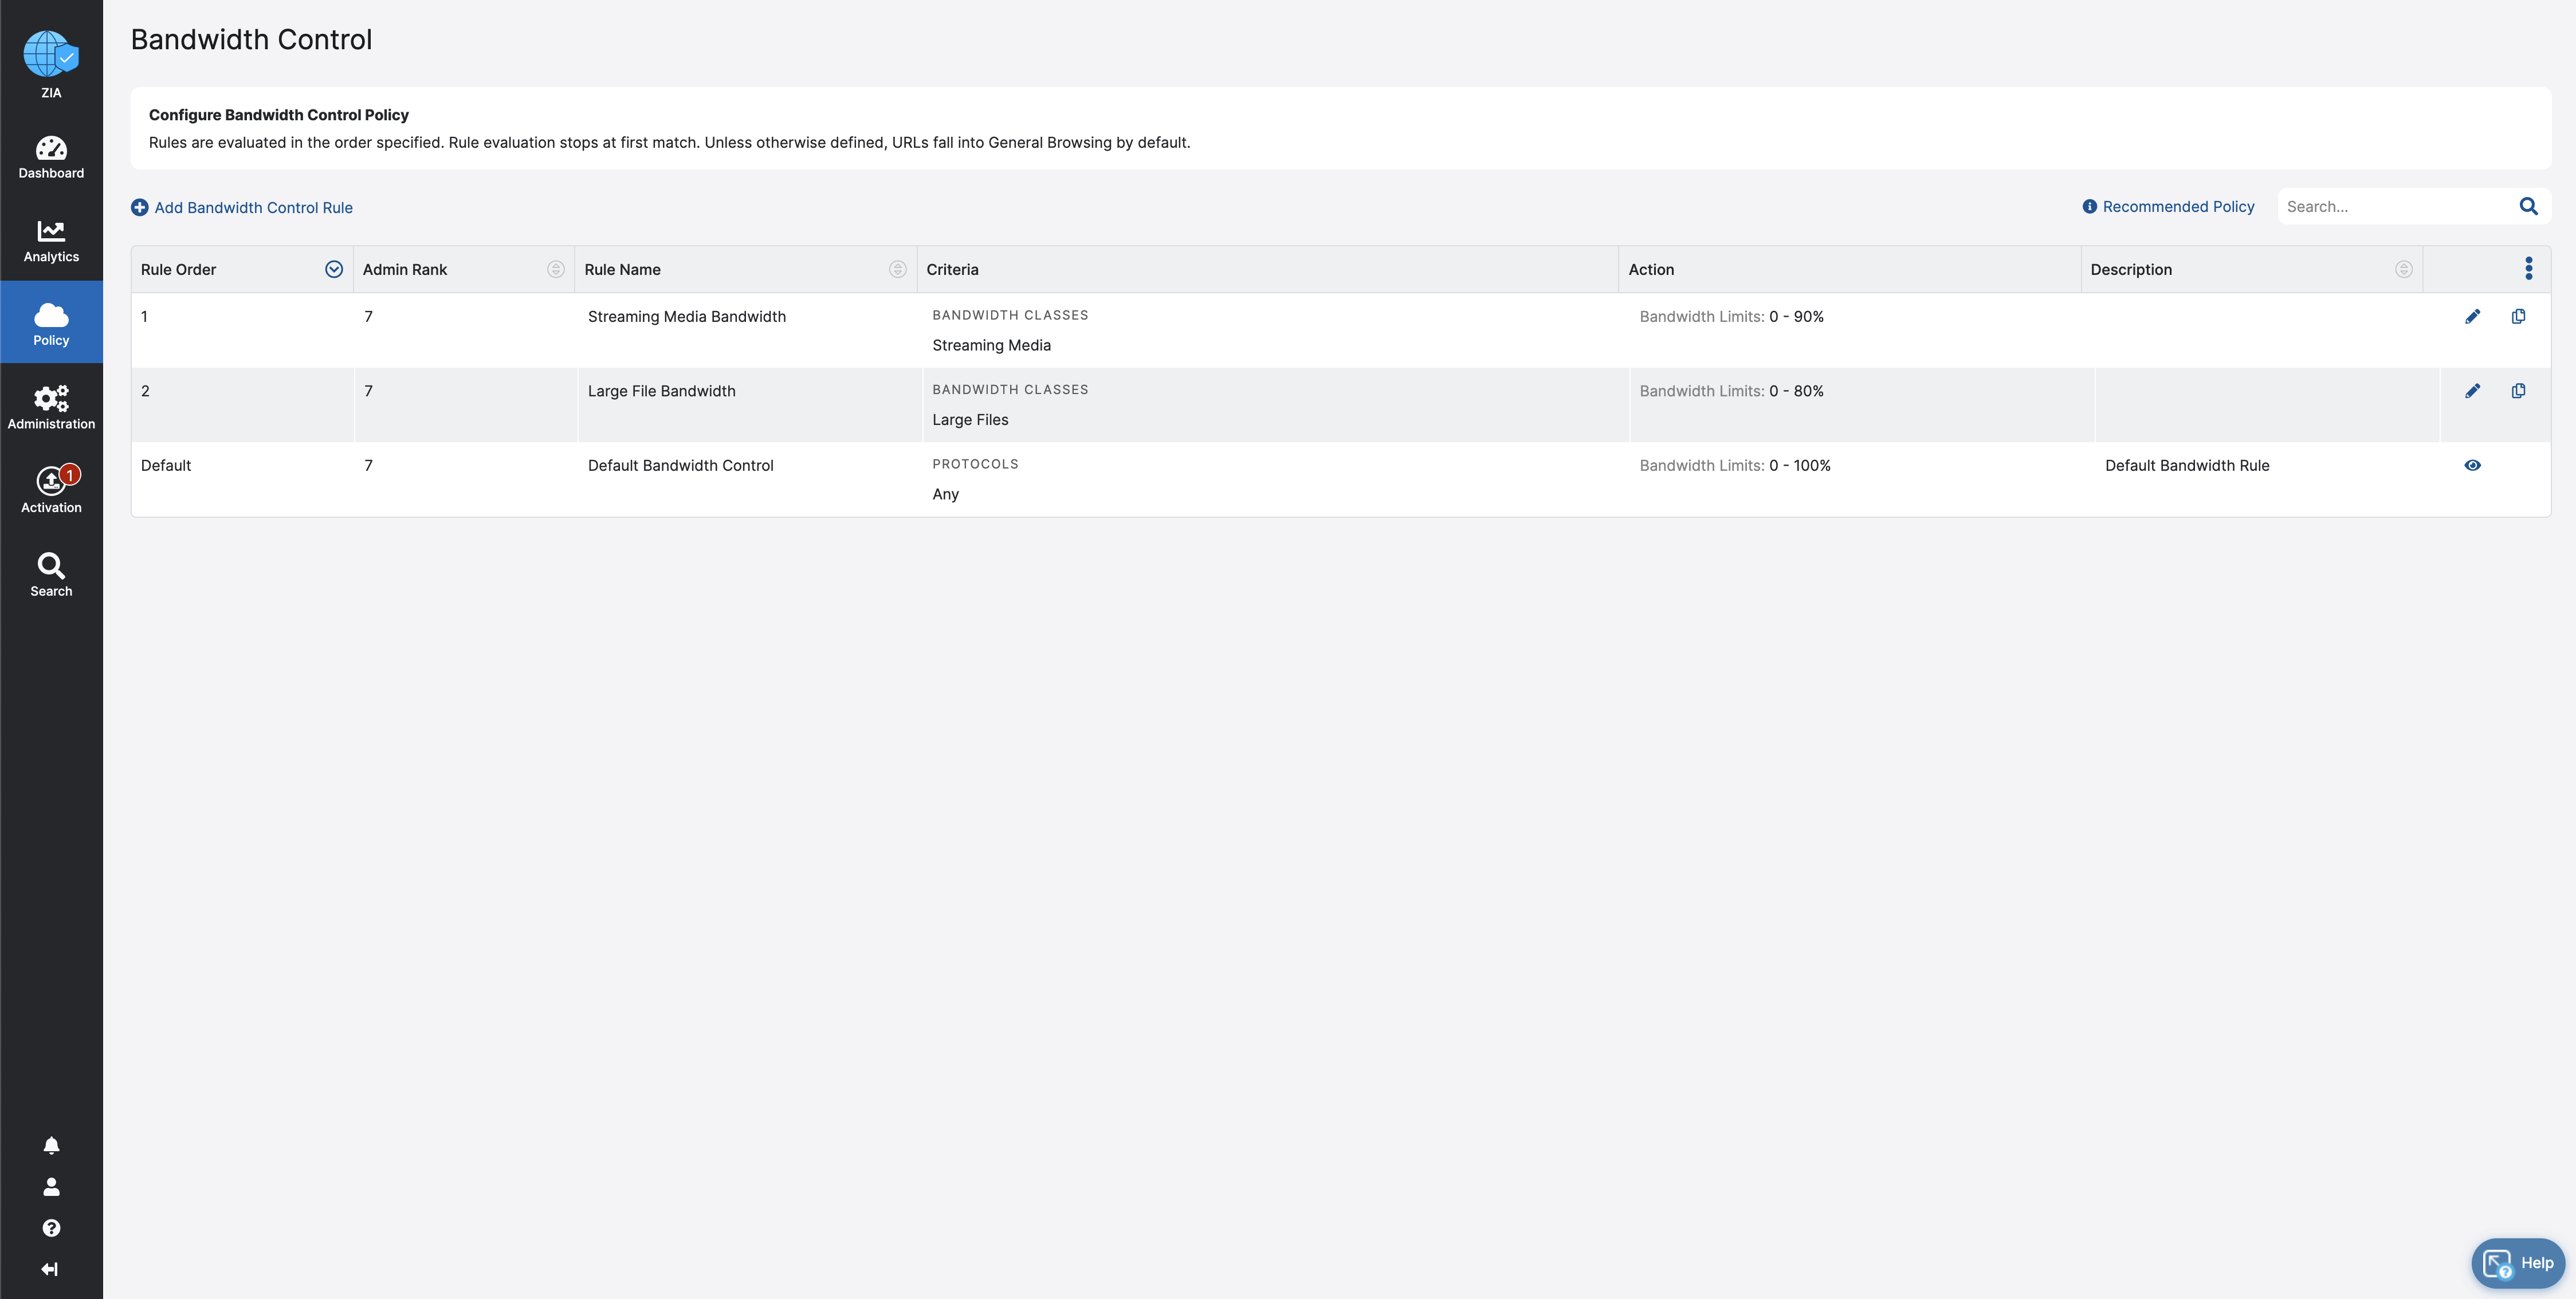 Bandwidth Control
ZIA
Configure Bandwidth Control Policy
Rules are evaluated in the order specified. Rule evaluation stops at first match. Unless otherwise defined, URLs fall into General Browsing by default.
Dashboard
Add Bandwidth Control Rule
Recommended Policy
Search...
Analytics
Rule Order Admin Rank Rule Name Criteria Action Description
1 7 Streaming Media Bandwidth BANDWIDTH CLASSES Bandwidth Limits: 0 - 90%
Streaming Media
Policy
2 7 Large File Bandwidth BANDWIDTH CLASSES Bandwidth Limits: 0 - 80%
Large Files
Administration
Default 7 Default Bandwidth Control PROTOCOLS Bandwidth Limits: 0 - 100% Default Bandwidth Rule
Any
1
Activation
Search
Help